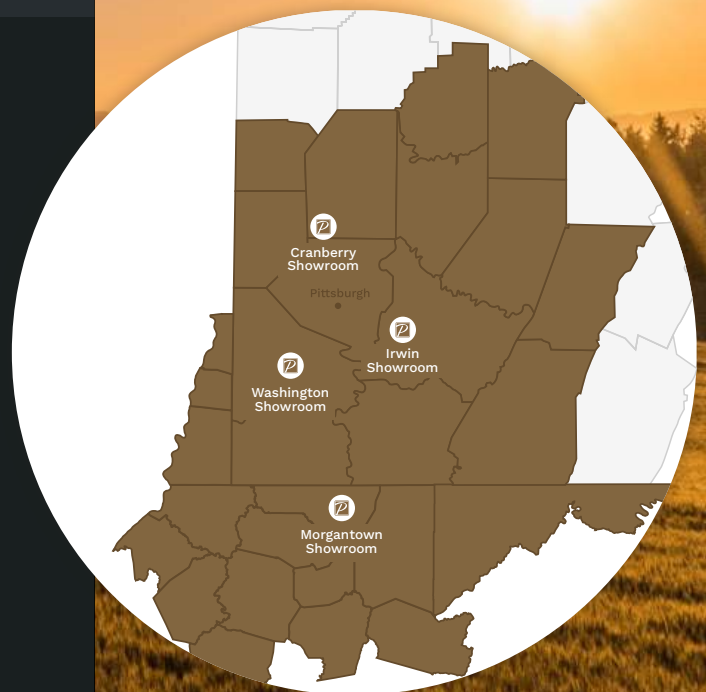 Cranberry
Showroom
Pittsburgh
Irwin
Showroom
Washington
Showroom
Morgantown
Showroom